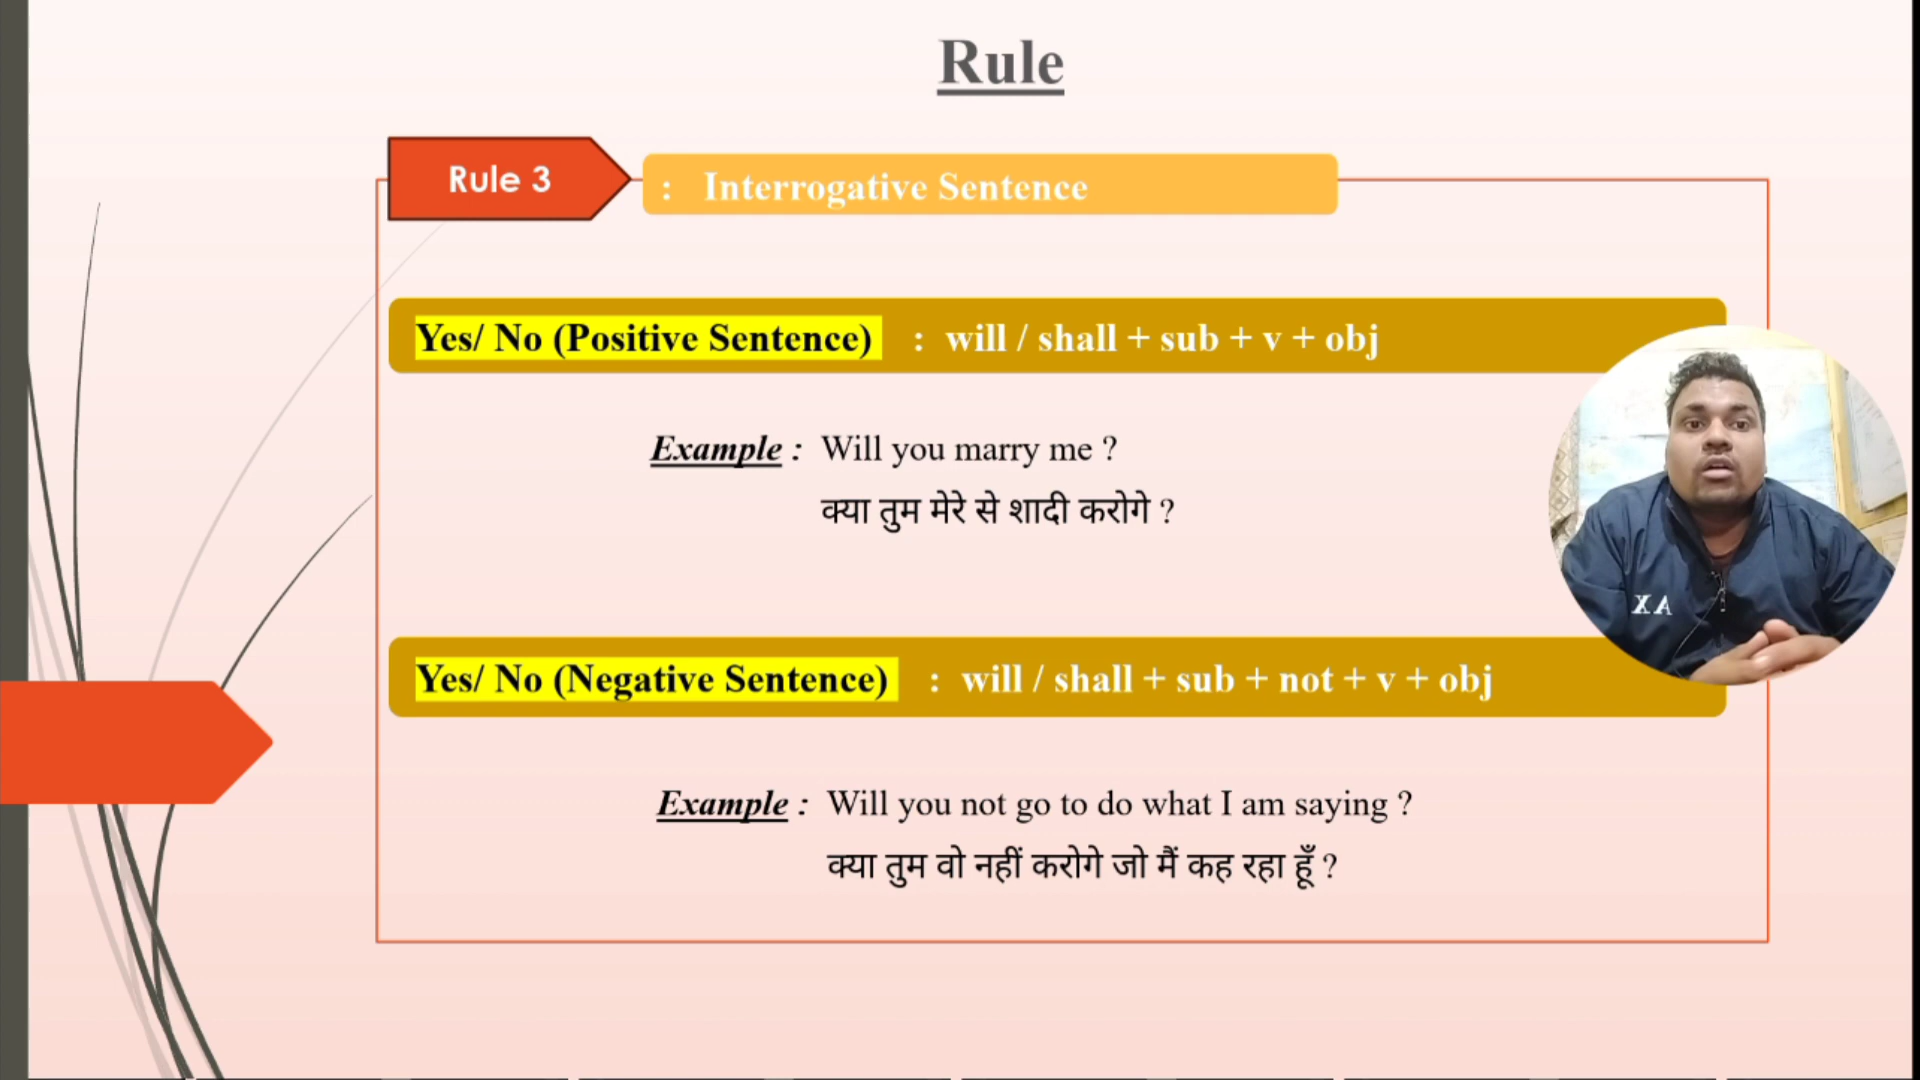 Rule
Rule 3
: Interrogative Sentence
Yes/ No (Positive Sentence) : will / shall + sub + v + obj
Example : Will you marry me ?
क्या तुम मेरे से शादी करोगे ?
XA
Yes/ No (Negative Sentence) : will / shall + sub + not + v + obj
Example : Will you not go to do what I am saying ?
क्या तुम वो नहीं करोगे जो मैं कह रहा हूँ ?